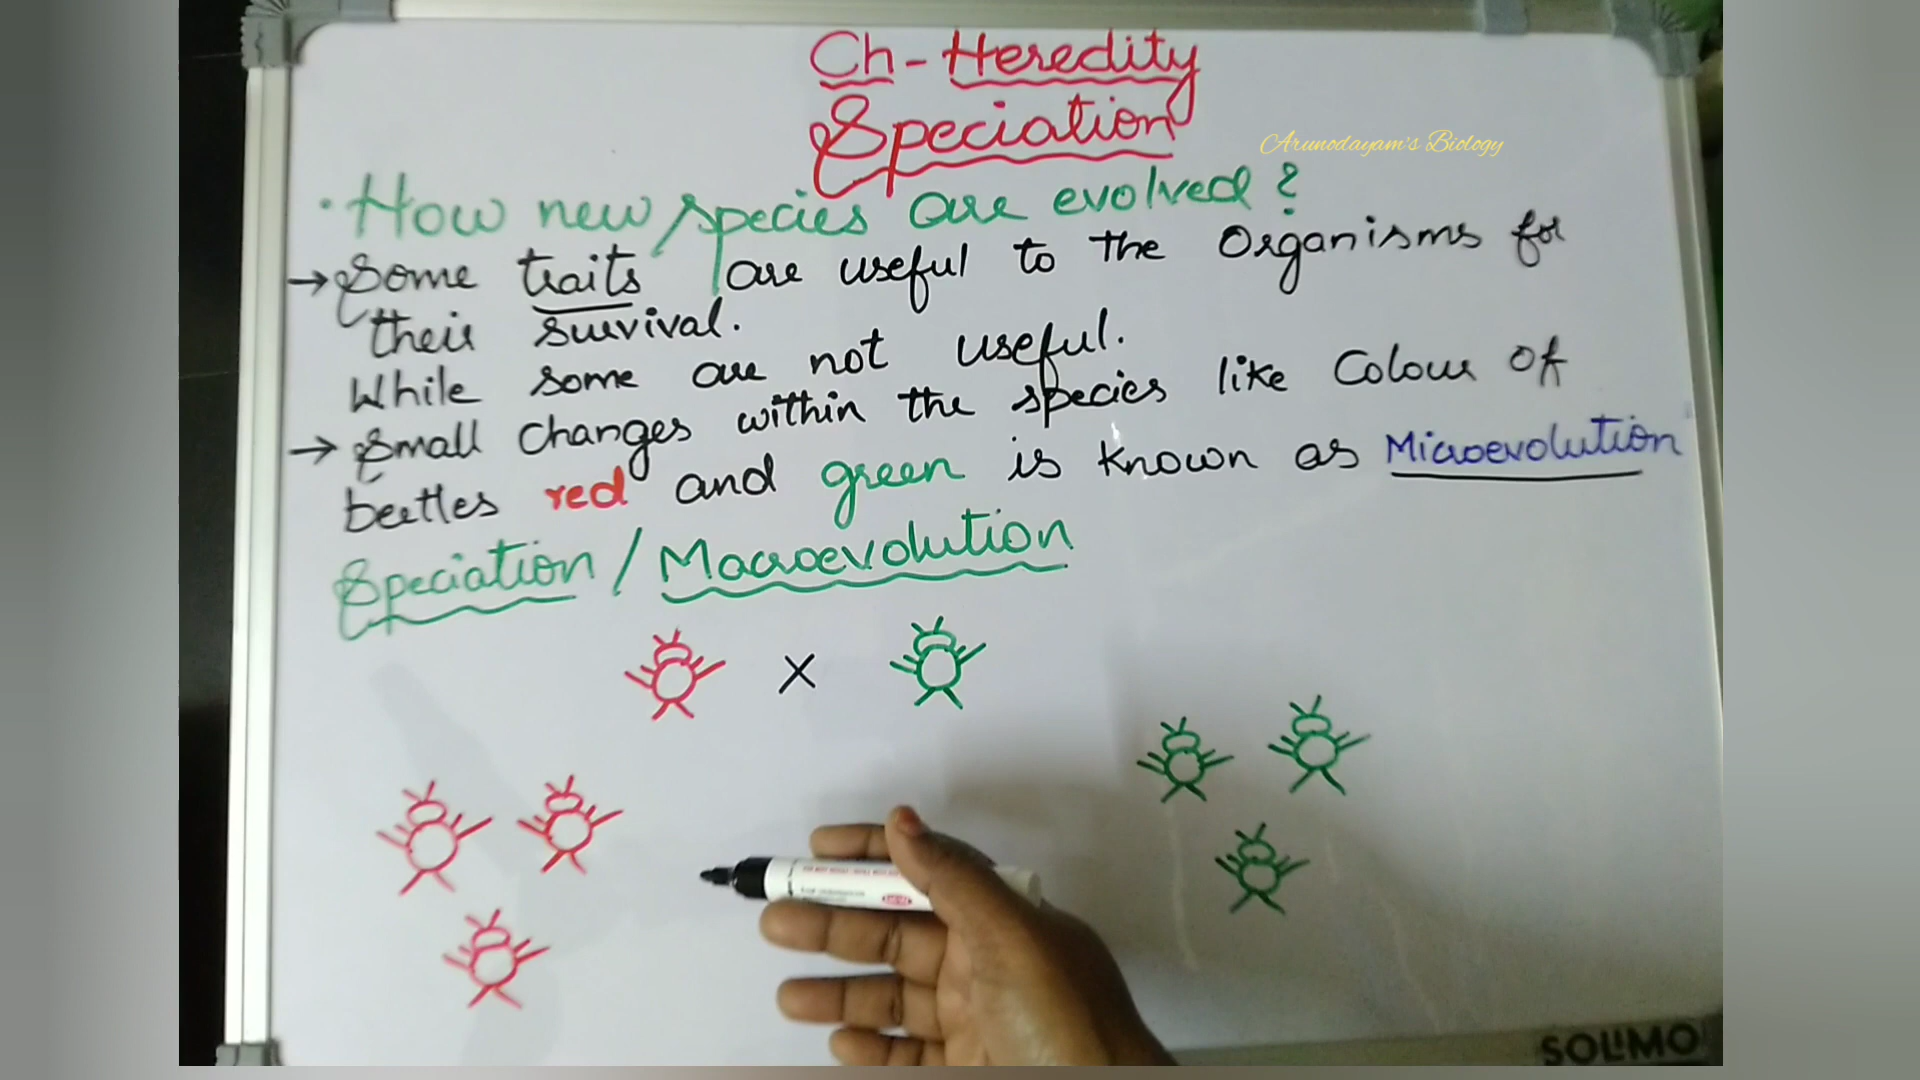 Ch - Heredity
Speciation
Arunodayam's Biology
· How new species are evolved ?
→ Some traits are useful to the Organisms for
their survival.
While some are not useful.
→ Small changes within the species like Colour of
beetles red and green is known as Microevolution
Speciation / Macroevolution
X
SOLIMO